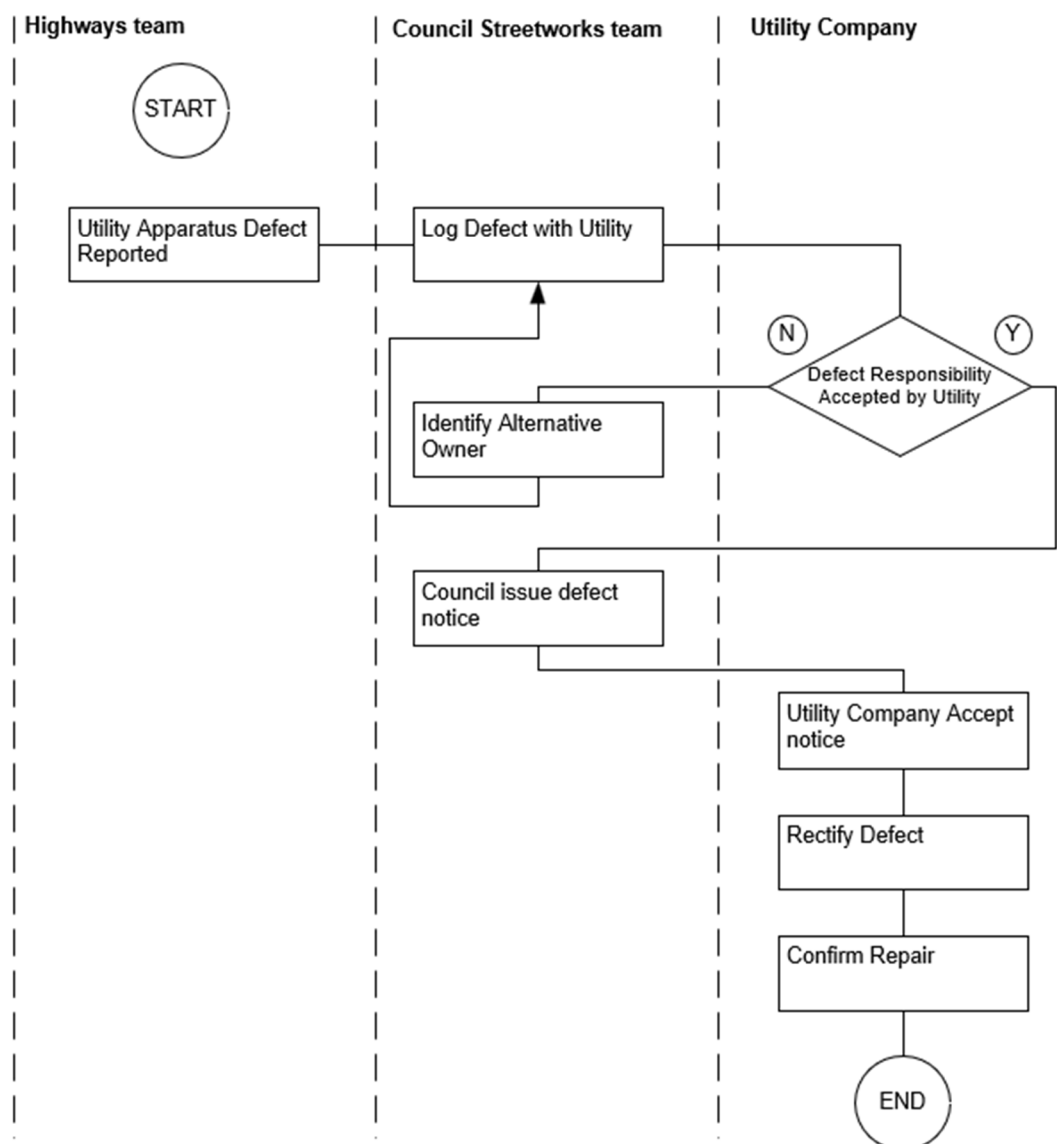 Highways team
Council Streetworks team
Utility Company
START
Utility Apparatus Defect
Reported
Log Defect with Utility
N
Y
Defect Responsibility
Accepted by Utility
Identify Alternative
Owner
Council issue defect
notice
Utility Company Accept
notice
Rectify Defect
Confirm Repair
END